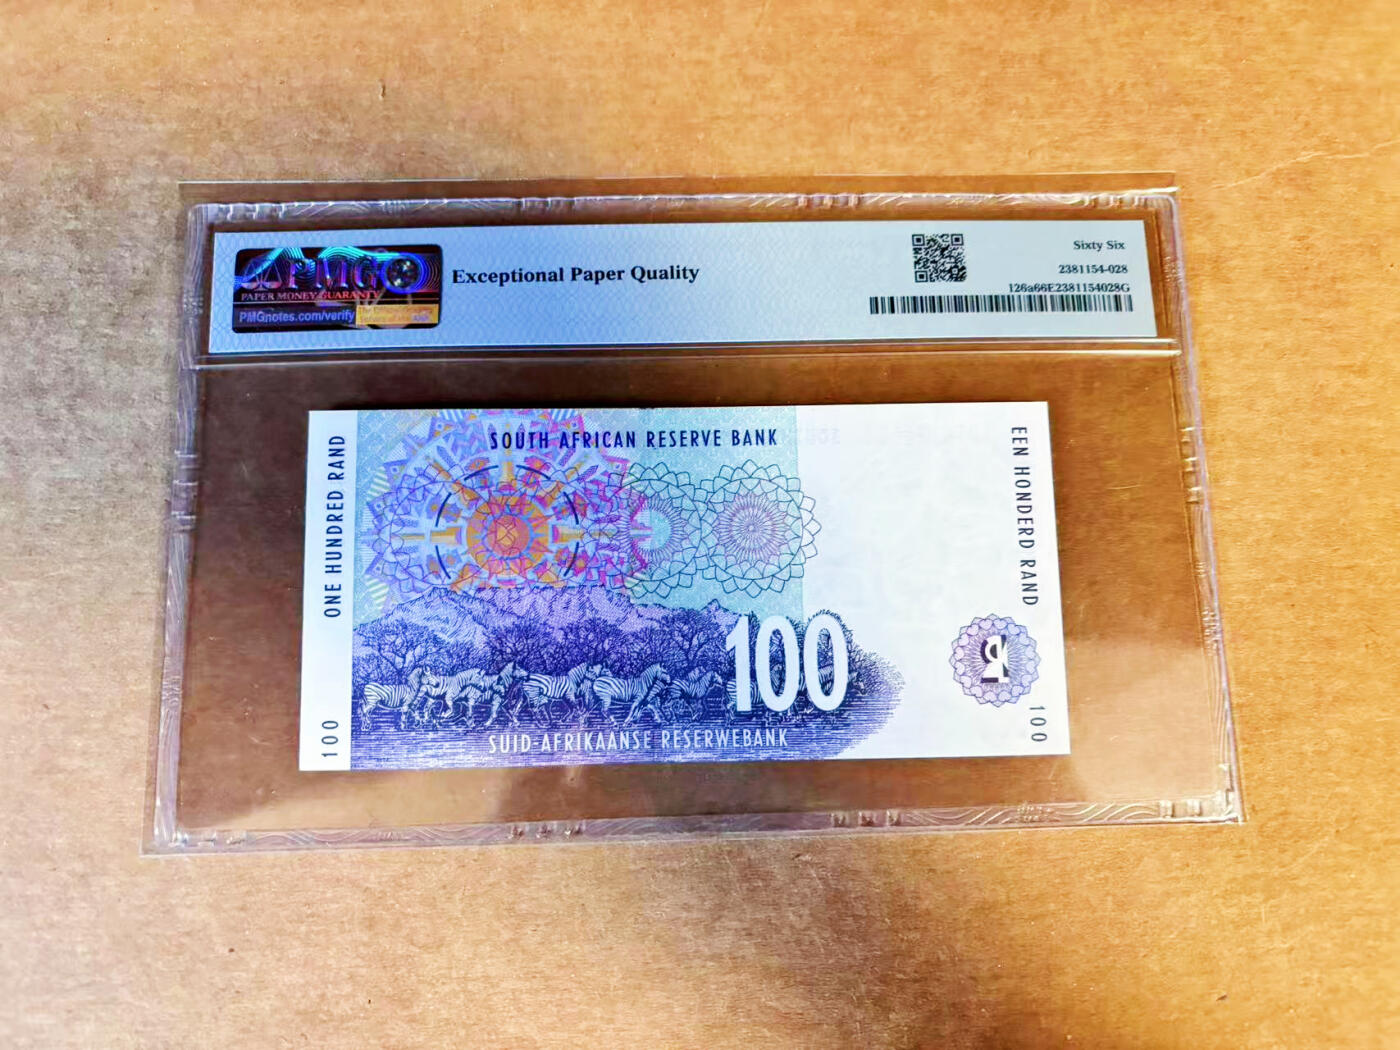 PMG
PAPER MONEY GUARANTY
PMGnotes.com/verify
Exceptional Paper Quality
Sixty Six
2381154-028
126a66E2381154028G
SOUTH AFRICAN RESERVE BANK
ONE HUNDRED RAND
100
EEN HONDERD RAND
100
100
SUID-AFRIKAANSE RESERWEBANK